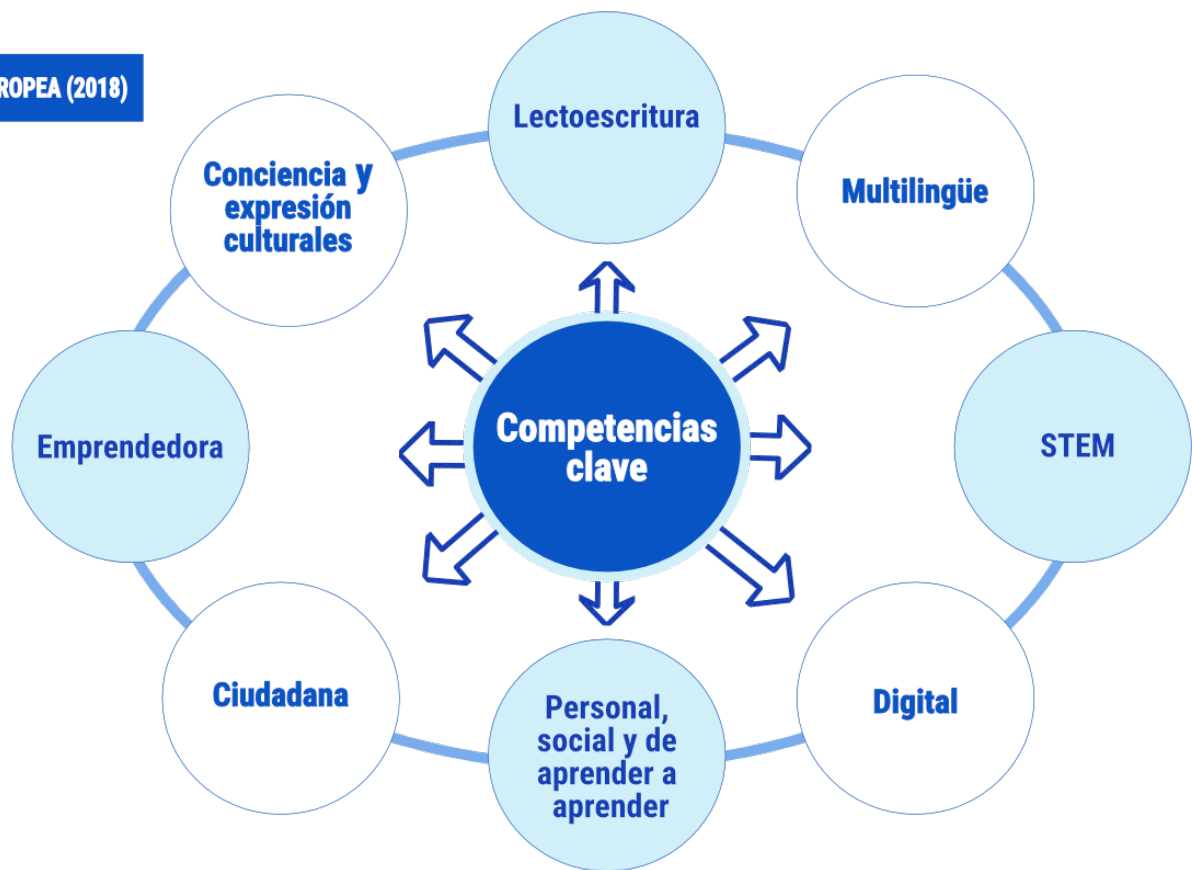 ROPEA (2018)
Lectoescritura
Multilingüe
STEM
Digital
Personal,
social y de
aprender a
aprender
Ciudadana
Emprendedora
Conciencia y
expresión
culturales
Competencias
clave